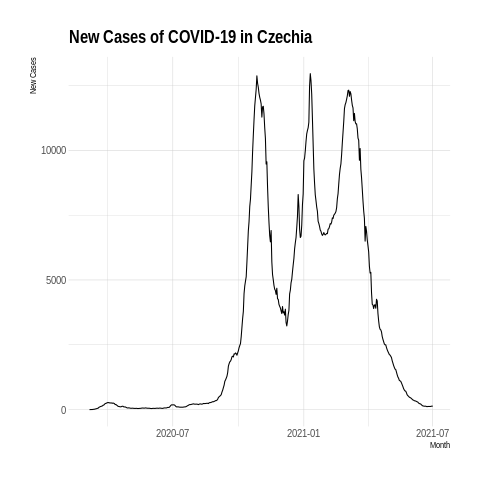 New Cases of COVID-19 in Czechia
New Cases
10000
5000
0
2020-07
2021-01
2021-07
Month